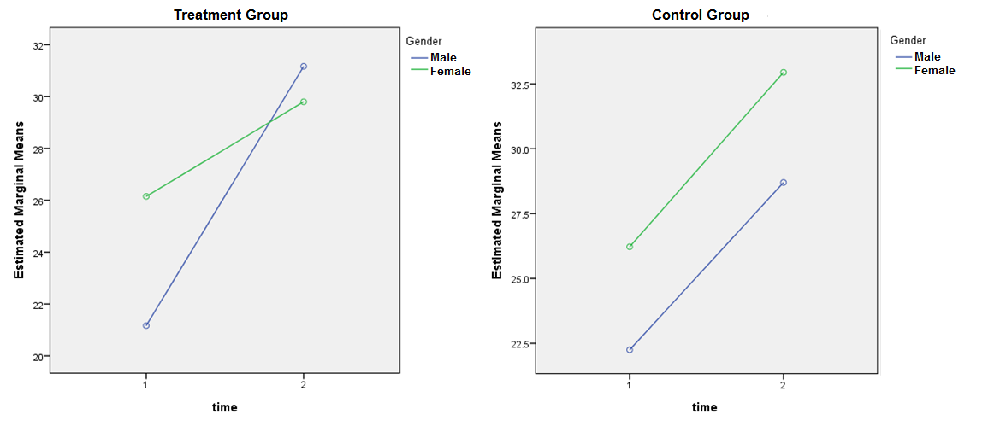 Treatment Group
Gender
Male
Female
Estimated Marginal Means
32
30
28
26
24
22
20
1
2
time
Control Group
Gender
Male
Female
Estimated Marginal Means
32.5
30.0
27.5
25.0
22.5
1
2
time